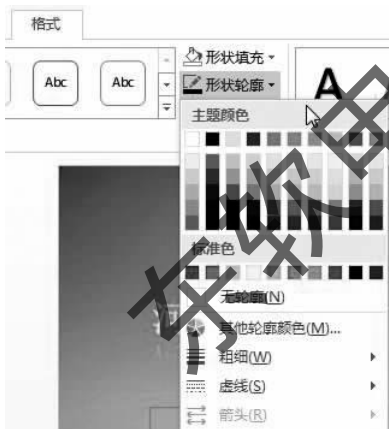 格式
形状填充
Abc
Abc
形状轮廓
A
主题颜色
标准色
无轮廓(N)
其他轮廓颜色(M)...
粗细(W)
虚线(S)
箭头(R)